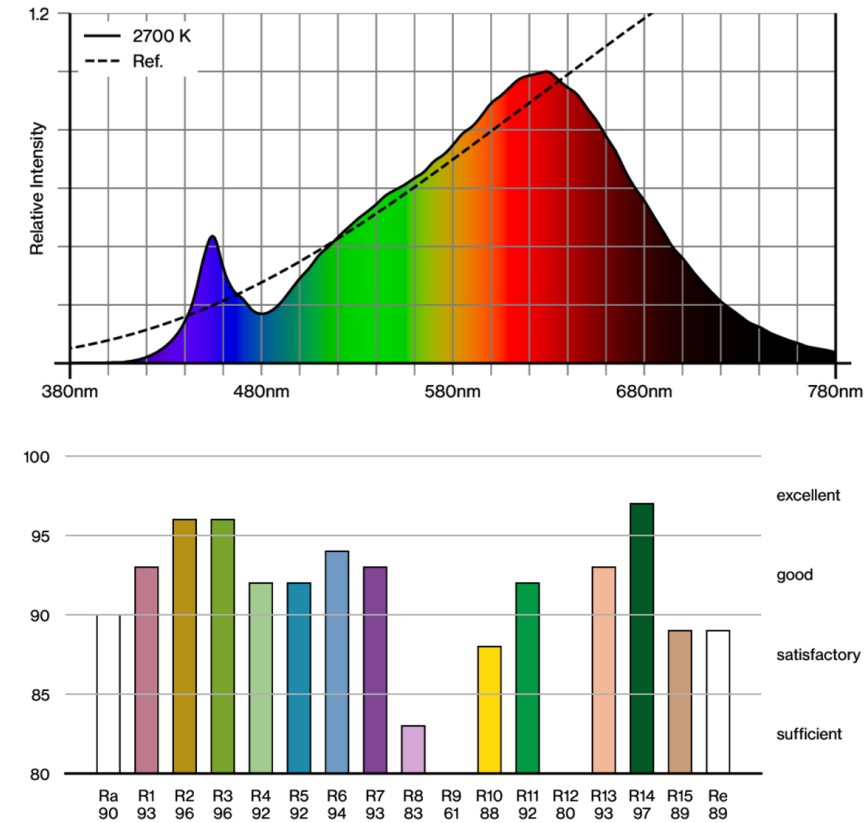 1.2
2700 K
Ref.
Relative Intensity
380nm 480nm 580nm 680nm 780nm
100
excellent
95
good
90
satisfactory
85
sufficient
80
Ra R1 R2 R3 R4 R5 R6 R7 R8 R9 R10 R11 R12 R13 R14 R15 Re
90 93 96 96 92 92 94 93 83 61 88 92 80 93 97 89 89